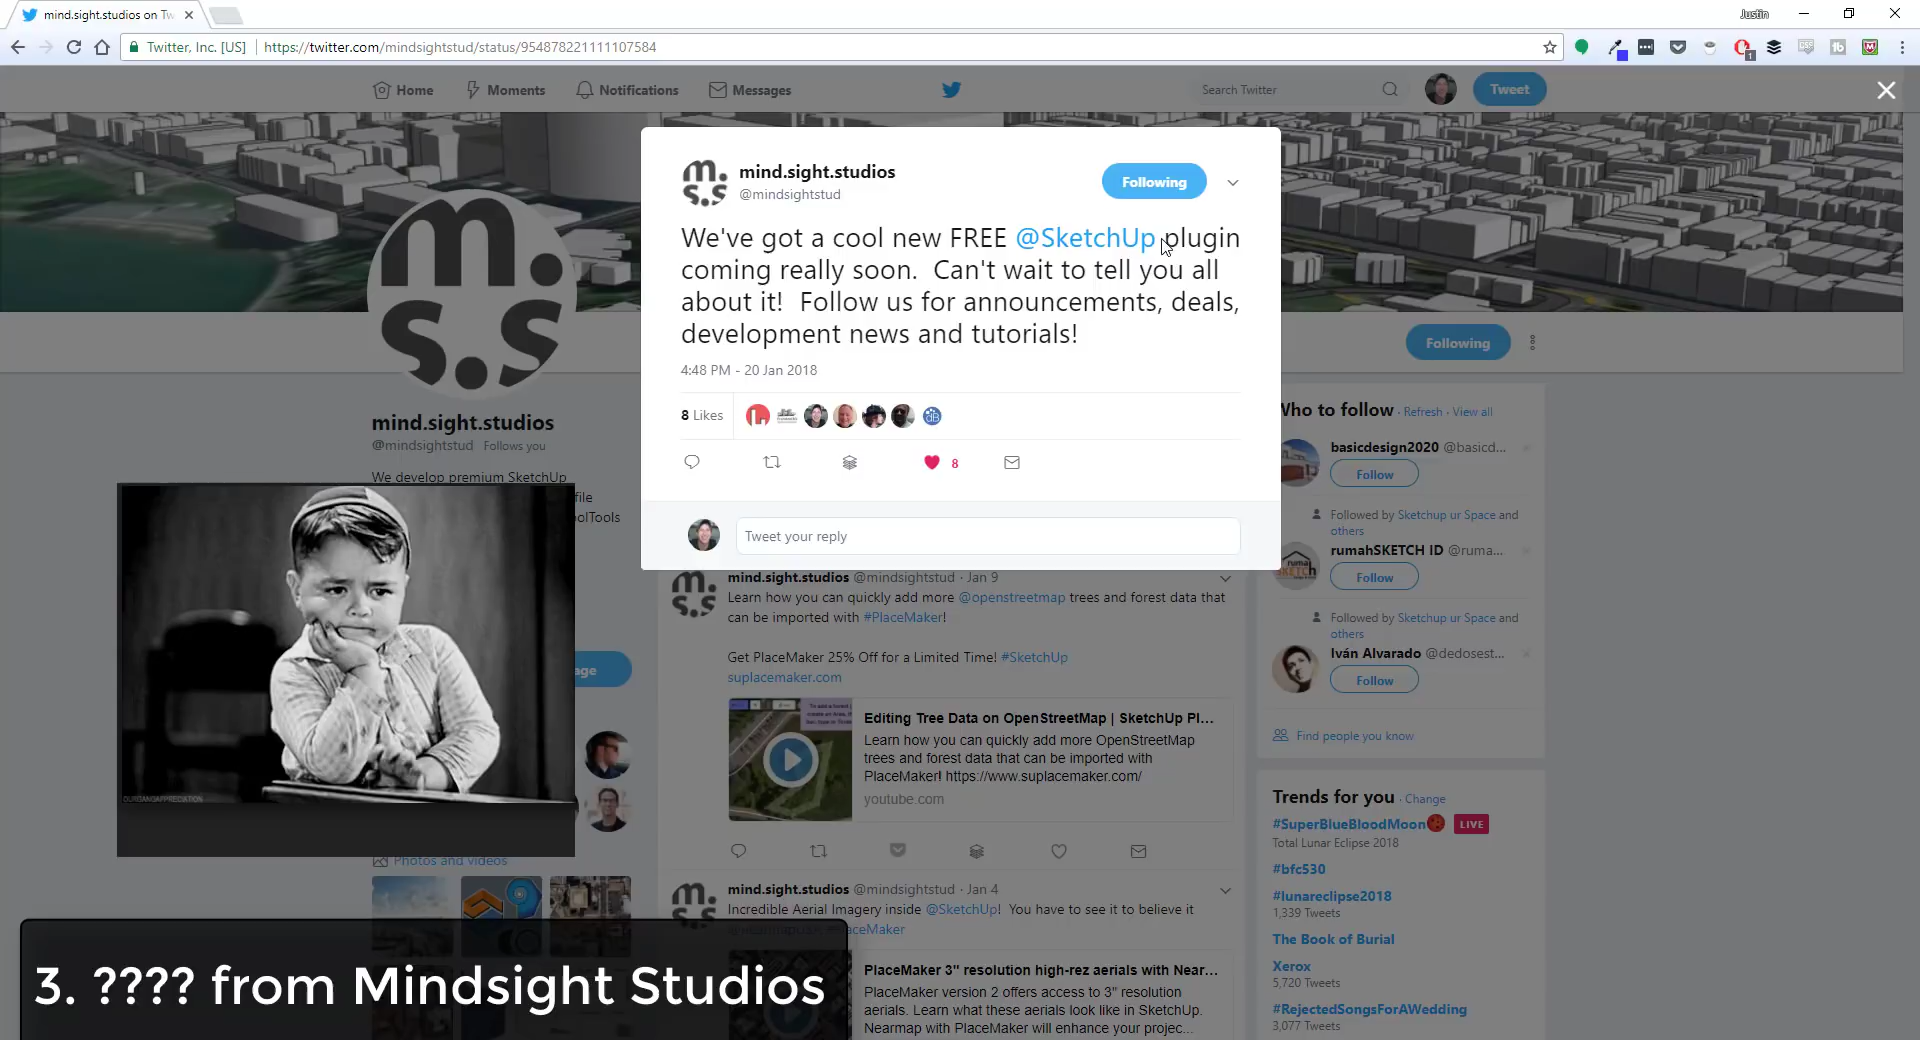 mind.sight.studios on Tw
Justin
Twitter, Inc. [US]
https://twitter.com/mindsightstud/status/954878221111107584
Home
Moments
Notifications
Messages
Search Twitter
Tweet
m.
s.s
mind.sight.studios
@mindsightstud
Following
We've got a cool new FREE @SketchUp plugin
coming really soon. Can't wait to tell you all
about it! Follow us for announcements, deals,
development news and tutorials!
4:48 PM - 20 Jan 2018
8 Likes
8
Tweet your reply
m.
s.s
Following
mind.sight.studios
@mindsightstud Follows you
We develop premium SketchUp
file
olTools
age
Photos and videos
m.
s.s
mind.sight.studios @mindsightstud · Jan 9
Learn how you can quickly add more @openstreetmap trees and forest data that
can be imported with #PlaceMaker!
Get PlaceMaker 25% Off for a Limited Time! #SketchUp
suplacemaker.com
Editing Tree Data on OpenStreetMap | SketchUp Pl...
Learn how you can quickly add more OpenStreetMap
trees and forest data that can be imported with
PlaceMaker! https://www.suplacemaker.com/
youtube.com
m.
s.s
mind.sight.studios @mindsightstud · Jan 4
Incredible Aerial Imagery inside @SketchUp! You have to see it to believe it
PlaceMaker
PlaceMaker 3" resolution high-rez aerials with Near...
PlaceMaker version 2 offers access to 3" resolution
aerials. Learn what these aerials look like in SketchUp.
Nearmap with PlaceMaker will enhance your projec...
Who to follow · Refresh · View all
basicdesign2020 @basicd...
Follow
Followed by Sketchup ur Space and
others
rumahSKETCH ID @ruma...
Follow
Followed by Sketchup ur Space and
others
Iván Alvarado @dedosest...
Follow
Find people you know
Trends for you · Change
#SuperBlueBloodMoon LIVE
Total Lunar Eclipse 2018
#bfc530
#lunareclipse2018
1,339 Tweets
The Book of Burial
Xerox
5,720 Tweets
#RejectedSongsForAWedding
3,077 Tweets
3. ???? from Mindsight Studios